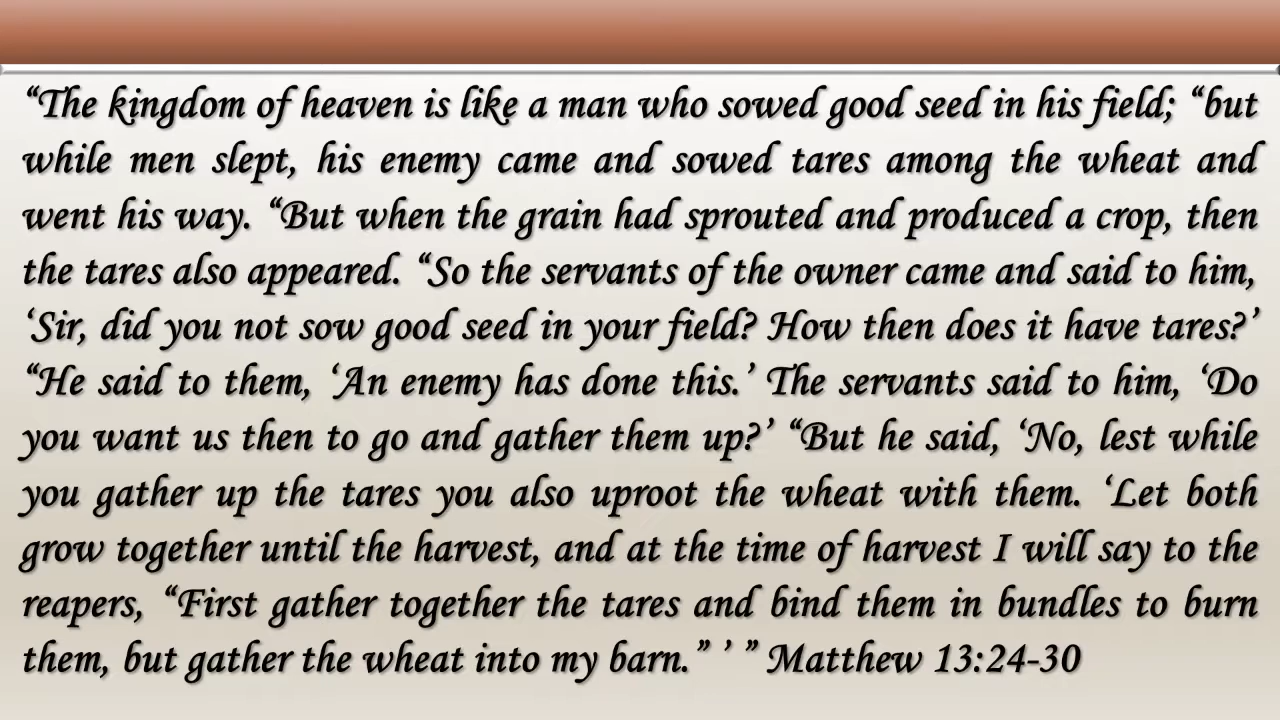 “The kingdom of heaven is like a man who sowed good seed in his field; “but
while men slept, his enemy came and sowed tares among the wheat and
went his way. “But when the grain had sprouted and produced a crop, then
the tares also appeared. “So the servants of the owner came and said to him,
‘Sir, did you not sow good seed in your field? How then does it have tares?’
“He said to them, ‘An enemy has done this.’ The servants said to him, ‘Do
you want us then to go and gather them up?’ “But he said, ‘No, lest while
you gather up the tares you also uproot the wheat with them. ‘Let both
grow together until the harvest, and at the time of harvest I will say to the
reapers, “First gather together the tares and bind them in bundles to burn
them, but gather the wheat into my barn.” ’ ” Matthew 13:24-30